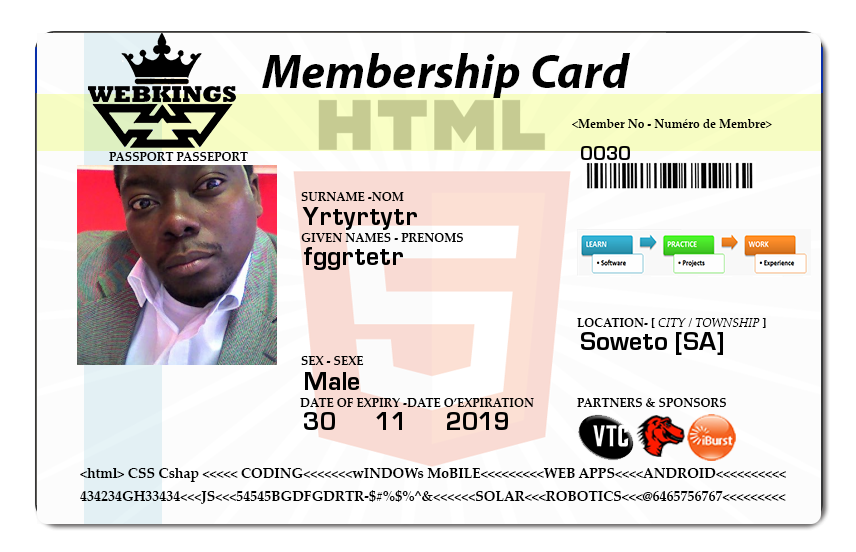 WEBKINGS
Membership Card
HTML
PASSPORT PASSEPORT
<Member No - Numéro de Membre>
0030
SURNAME -NOM
Yrtyrtytr
GIVEN NAMES - PRENOMS
fggrtetr
LEARN PRACTICE WORK
• Software • Projects • Experience
LOCATION- [ CITY / TOWNSHIP ]
Soweto [SA]
SEX - SEXE
Male
DATE OF EXPIRY -DATE O'EXPIRATION
30 11 2019
PARTNERS & SPONSORS
VTC iBurst
<html> CSS Cshap <<<<< CODING<<<<<<<wINDOWs MoBILE<<<<<<<<<WEB APPS<<<<ANDROID<<<<<<<<<<
434234GH33434<<<JS<<<54545BGDFGDRTR-$#%$%^&<<<<<<SOLAR<<<ROBOTICS<<<@6465756767<<<<<<<<<